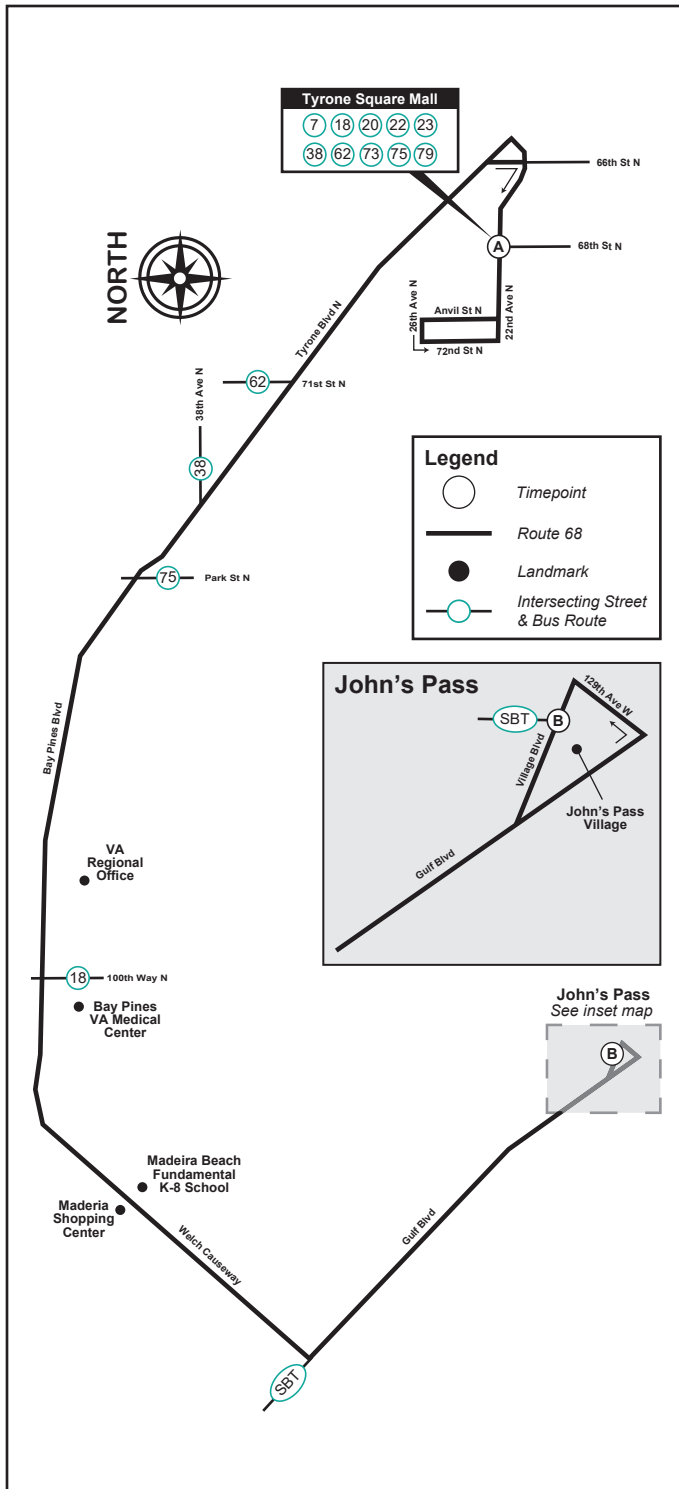 Tyrone Square Mall
7 18 20 22 23
38 62 73 75 79
66th St N
NORTH
A
68th St N
26th Ave N
Anvil St N
22nd Ave N
72nd St N
Tyrone Blvd N
62
71st St N
38th Ave N
38
75
Park St N
Legend
Timepoint
Route 68
Landmark
Intersecting Street
& Bus Route
John's Pass
129th Ave W
SBT
B
Village Blvd
John's Pass
Village
Gulf Blvd
Bay Pines Blvd
VA
Regional
Office
18
100th Way N
Bay Pines
VA Medical
Center
John's Pass
See inset map
B
Madeira Beach
Fundamental
K-8 School
Maderia
Shopping
Center
Welch Causeway
Gulf Blvd
SBT